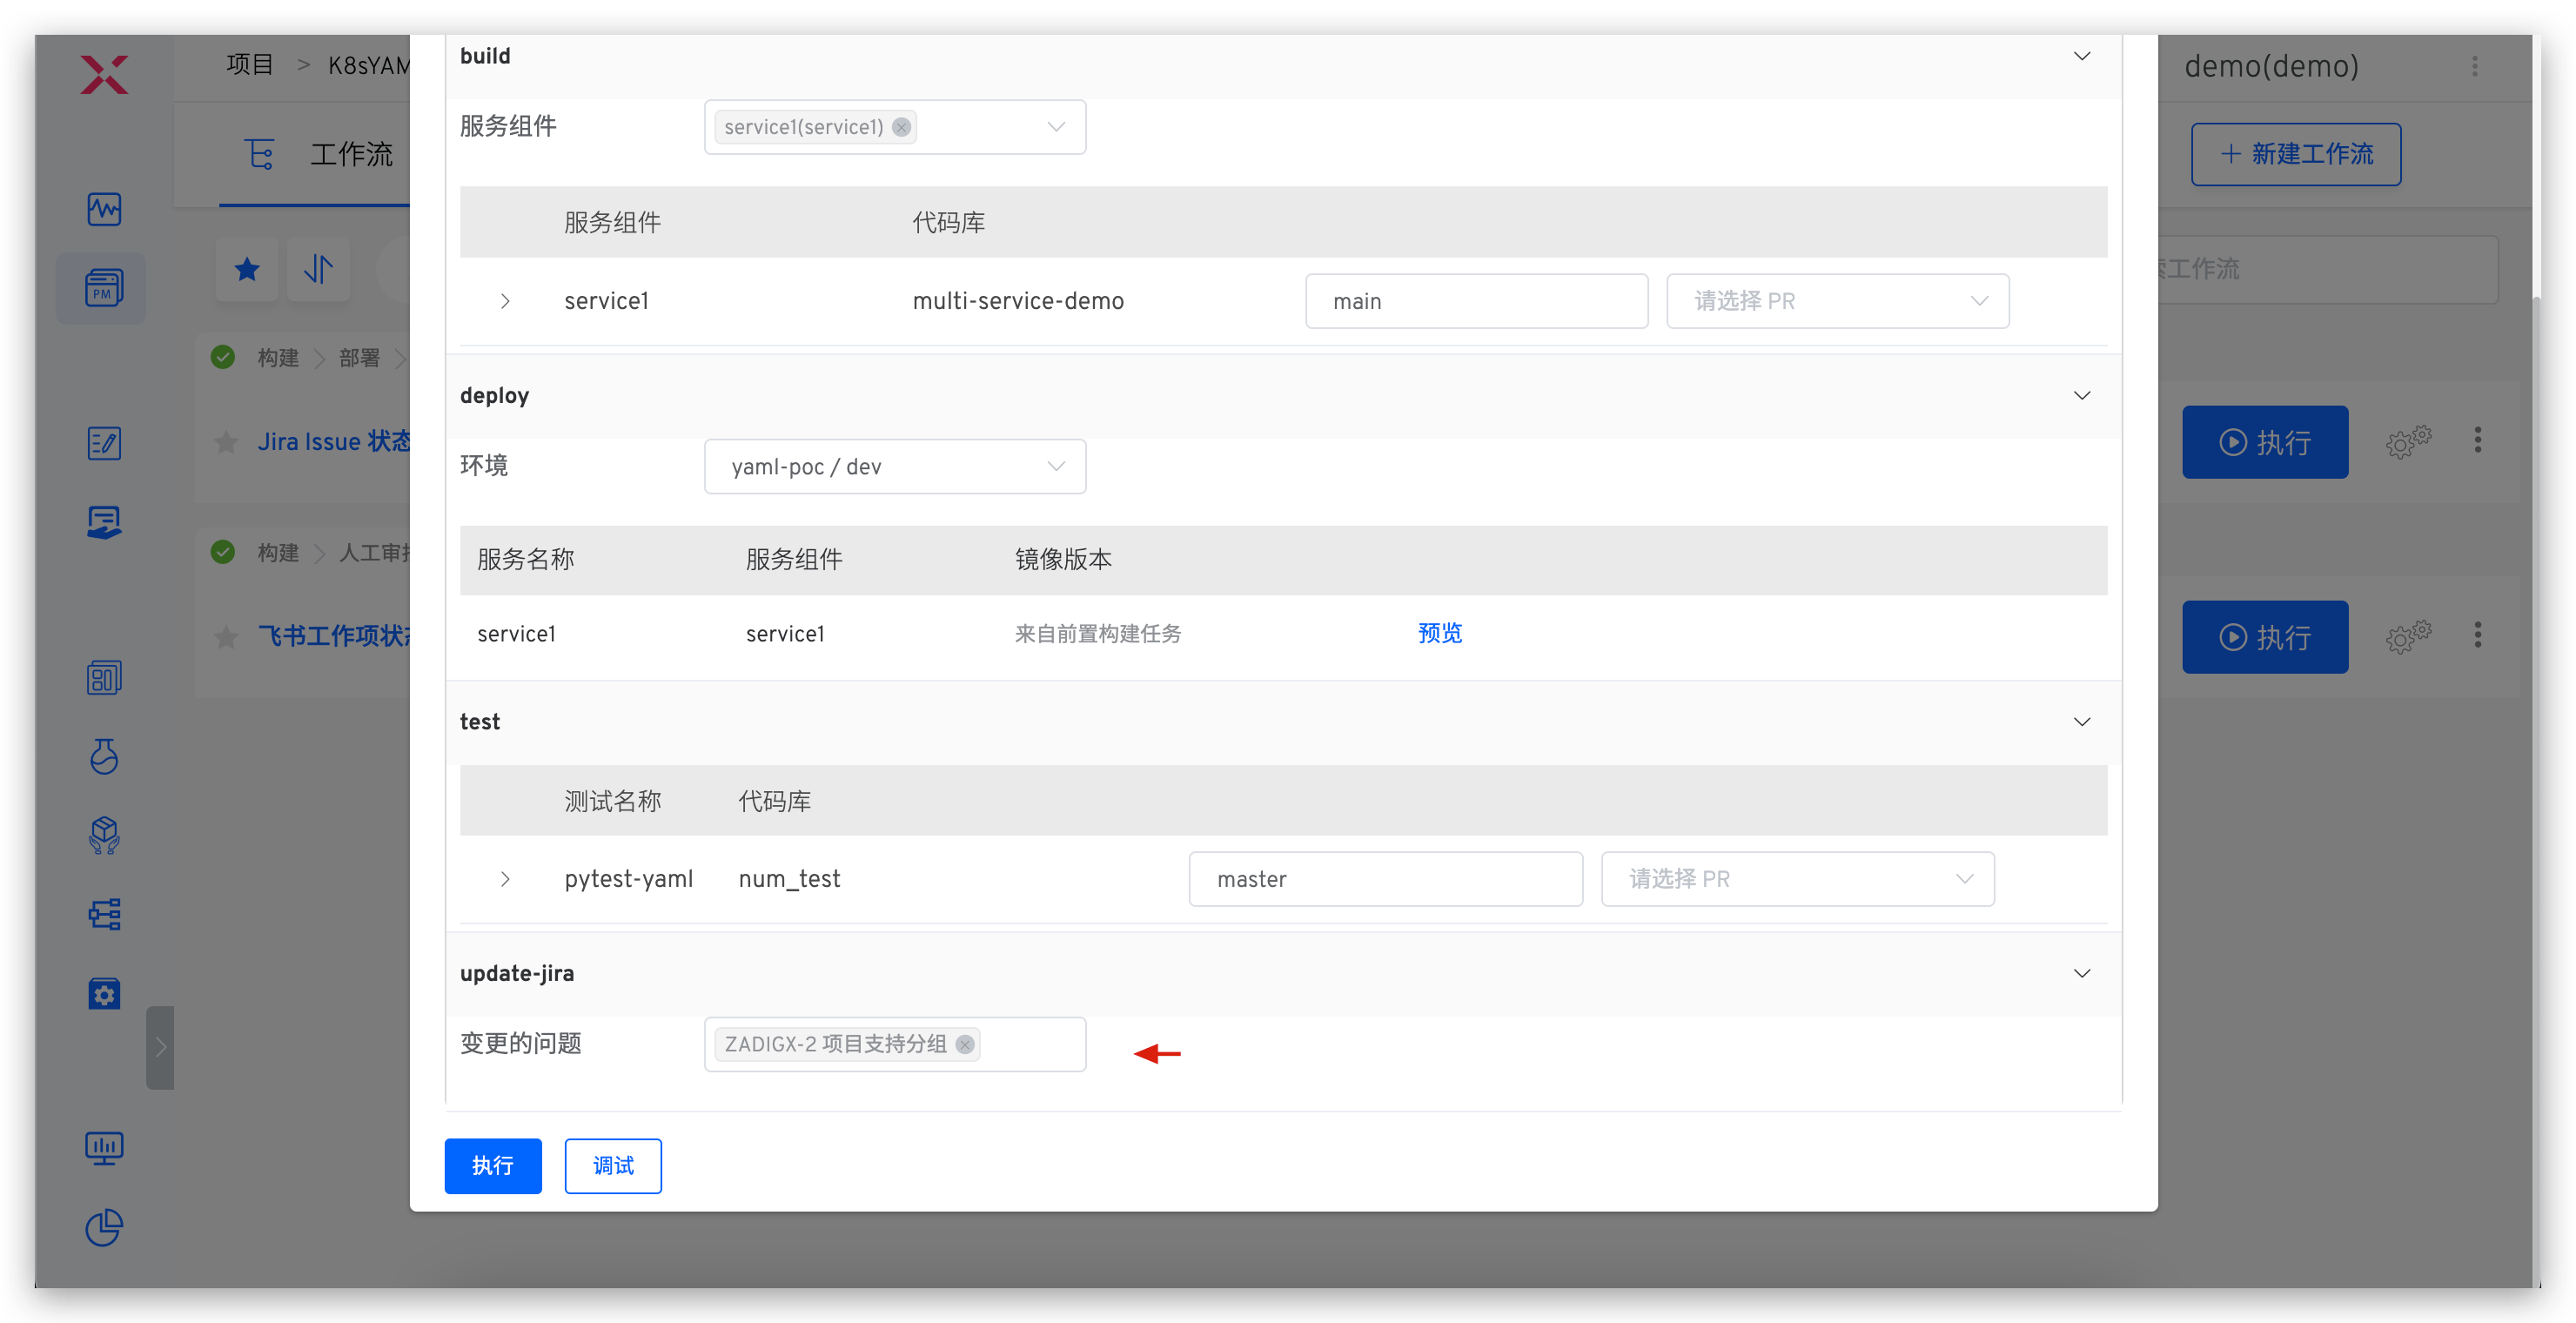 项目 > K8sYAM
demo(demo)
工作流
+ 新建工作流
PM
工作流
构建 > 部署 >
Jira Issue 状态
执行
构建 > 人工审
飞书工作项状
执行
build
服务组件 service1(service1)
服务组件 代码库
service1 multi-service-demo main 请选择 PR
deploy
环境 yaml-poc / dev
服务名称 服务组件 镜像版本
service1 service1 来自前置构建任务 预览
test
测试名称 代码库
pytest-yaml num_test master 请选择 PR
update-jira
变更的问题 ZADIGX-2 项目支持分组
执行 调试